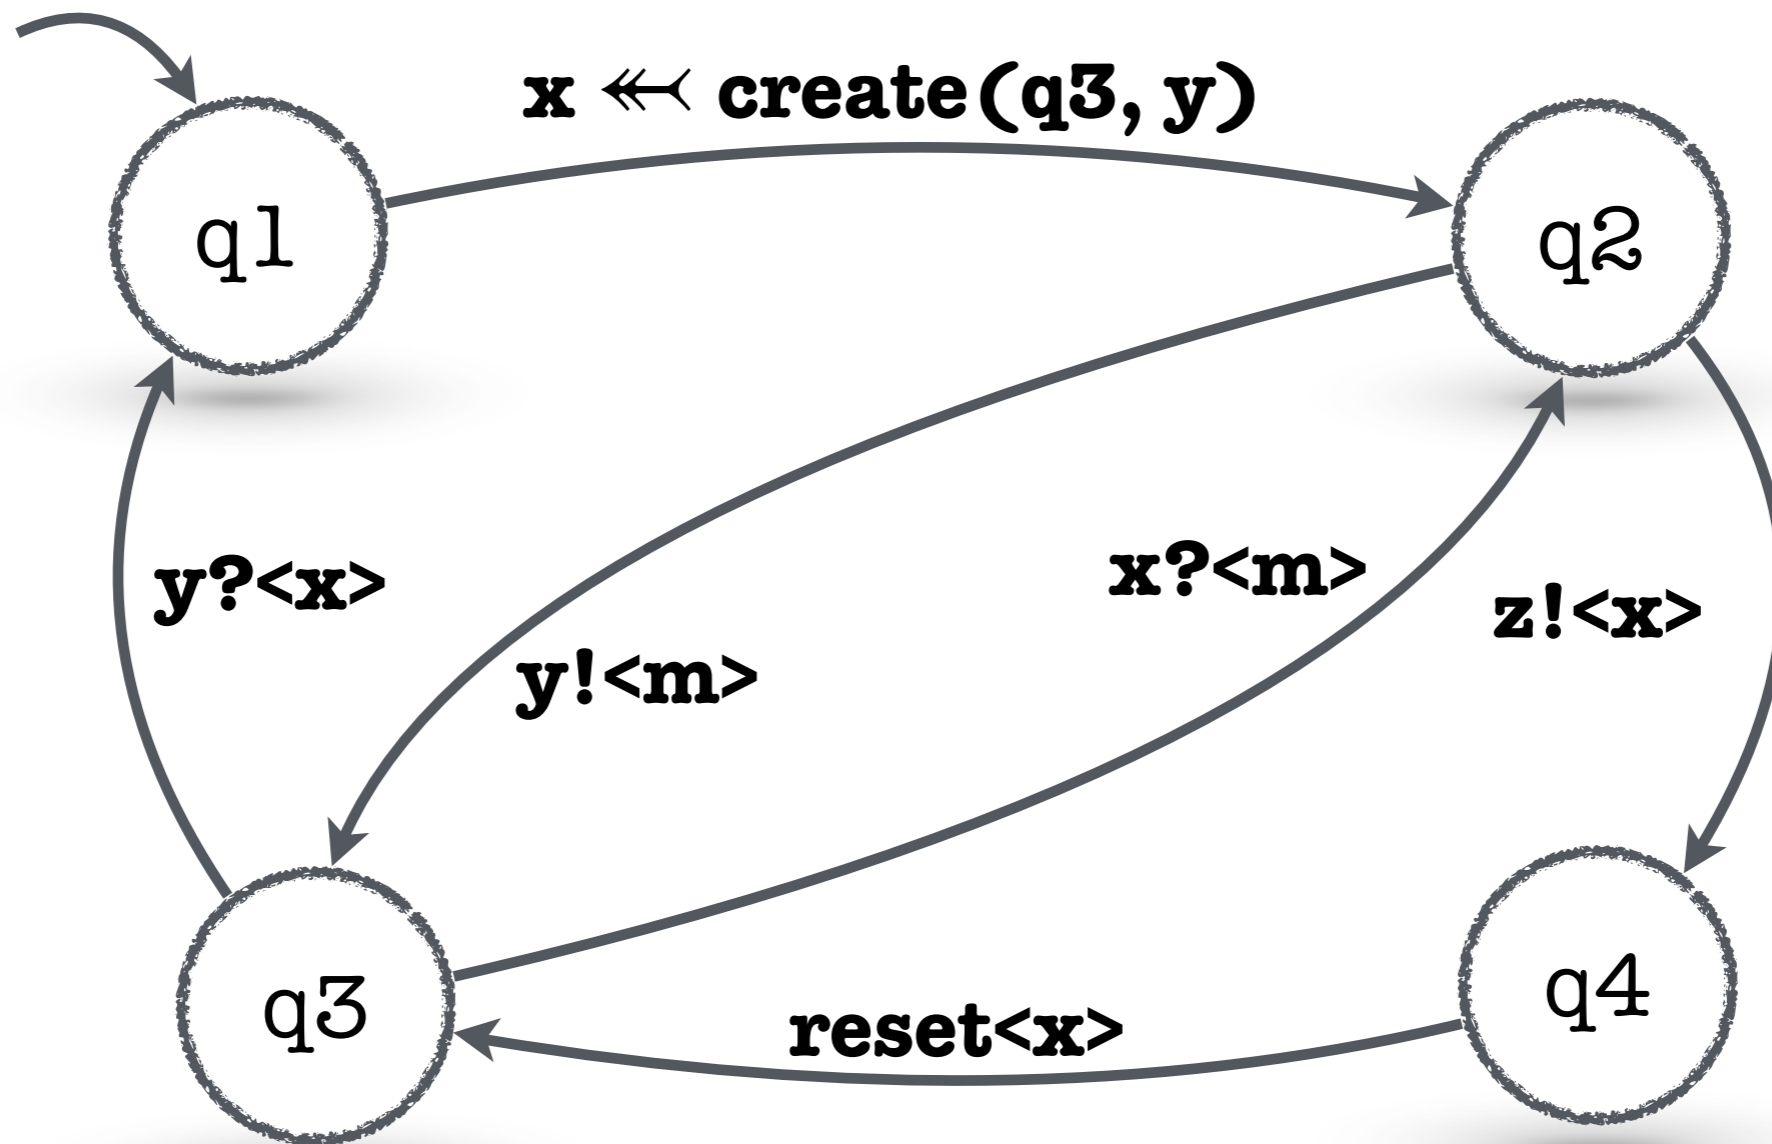 x ↞ create(q3, y)
q1
q2
y?<x>
x?<m>
z!<x>
y!<m>
q3
reset<x>
q4